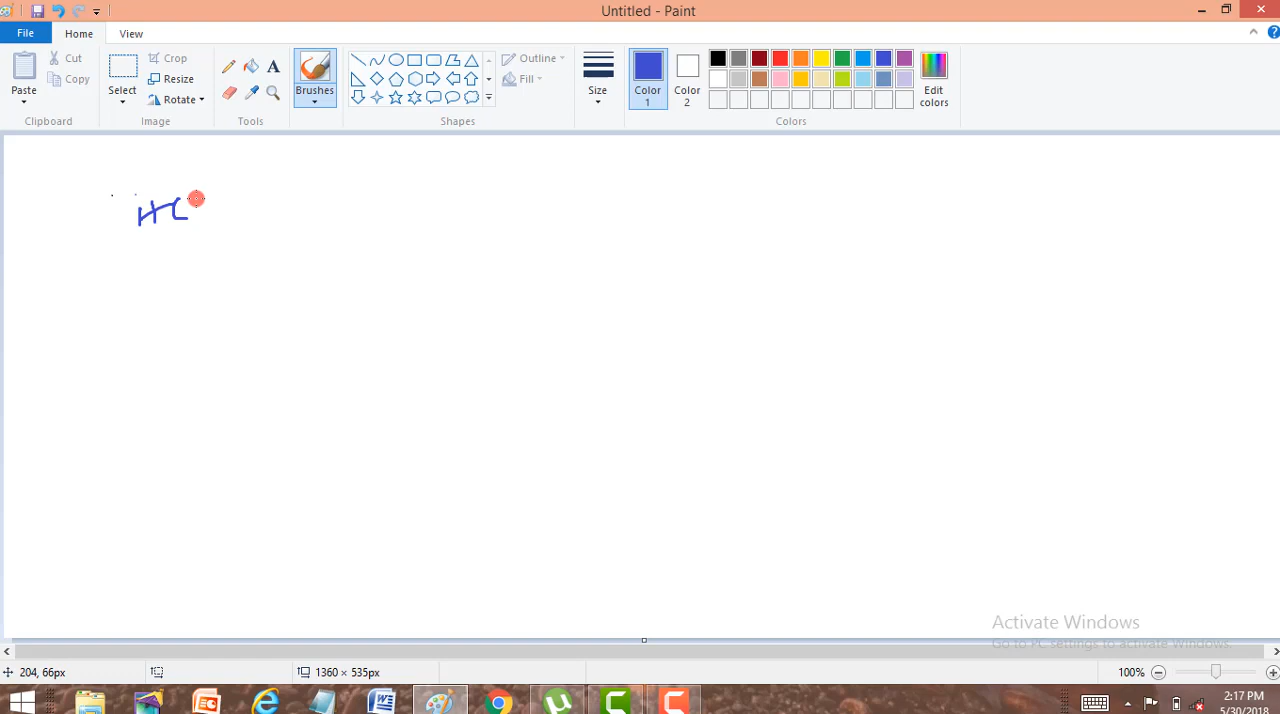 Untitled - Paint
File Home View
Paste
Cut
Copy
Clipboard
Select
Crop
Resize
Rotate
Image
Tools
Brushes
Outline
Fill
Shapes
Size
Color 1
Color 2
Edit colors
Colors
HC
Activate Windows
Go to PC settings to activate Windows.
204, 66px
1360 × 535px
100%
2:17 PM
5/30/2018